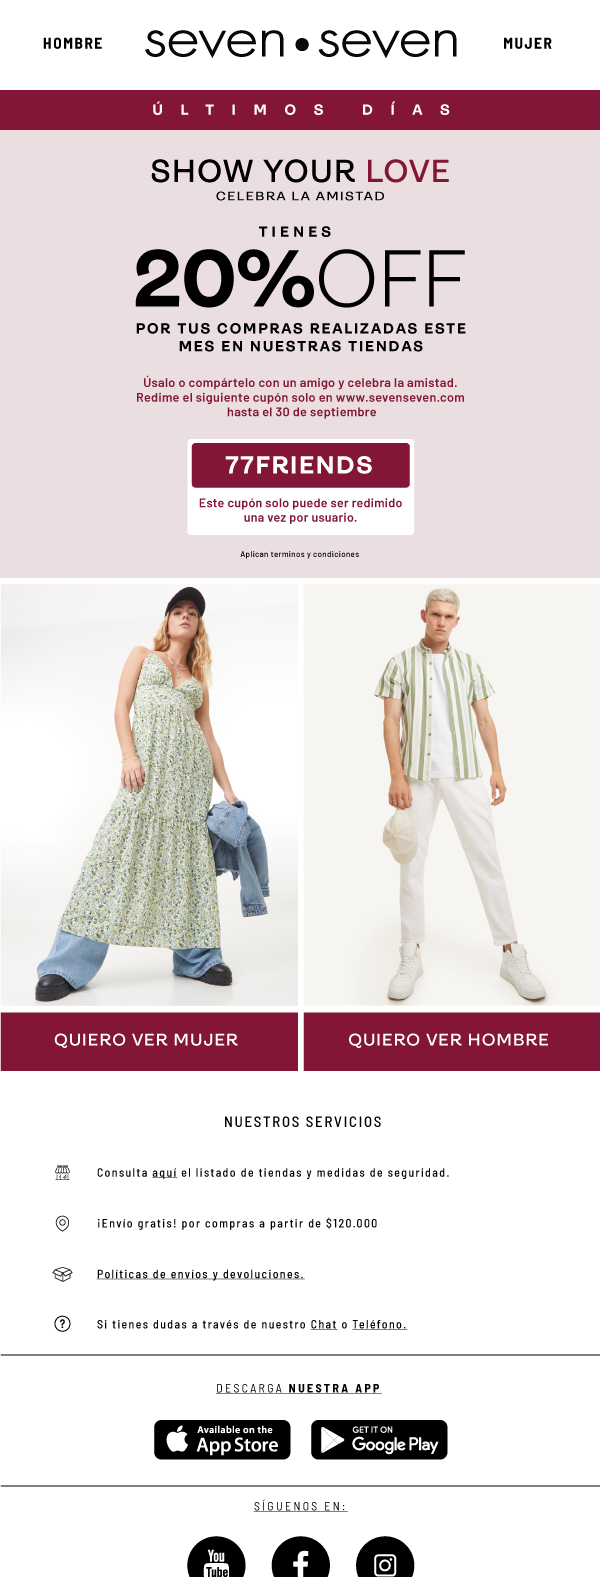 HOMBRE
seven•seven
MUJER
ÚLTIMOS DÍAS
SHOW YOUR LOVE
CELEBRA LA AMISTAD
TIENES
20%OFF
POR TUS COMPRAS REALIZADAS ESTE
MES EN NUESTRAS TIENDAS
Úsalo o compártelo con un amigo y celebra la amistad.
Redime el siguiente cupón solo en www.sevenseven.com
hasta el 30 de septiembre
77FRIENDS
Este cupón solo puede ser redimido
una vez por usuario.
Aplican terminos y condiciones
QUIERO VER MUJER
QUIERO VER HOMBRE
NUESTROS SERVICIOS
Consulta aquí el listado de tiendas y medidas de seguridad.
¡Envío gratis! por compras a partir de $120.000
Políticas de envíos y devoluciones.
?
Si tienes dudas a través de nuestro Chat o Teléfono.
DESCARGA NUESTRA APP
Available on the
App Store
GET IT ON
Google Play
SÍGUENOS EN:
You
Tube
f